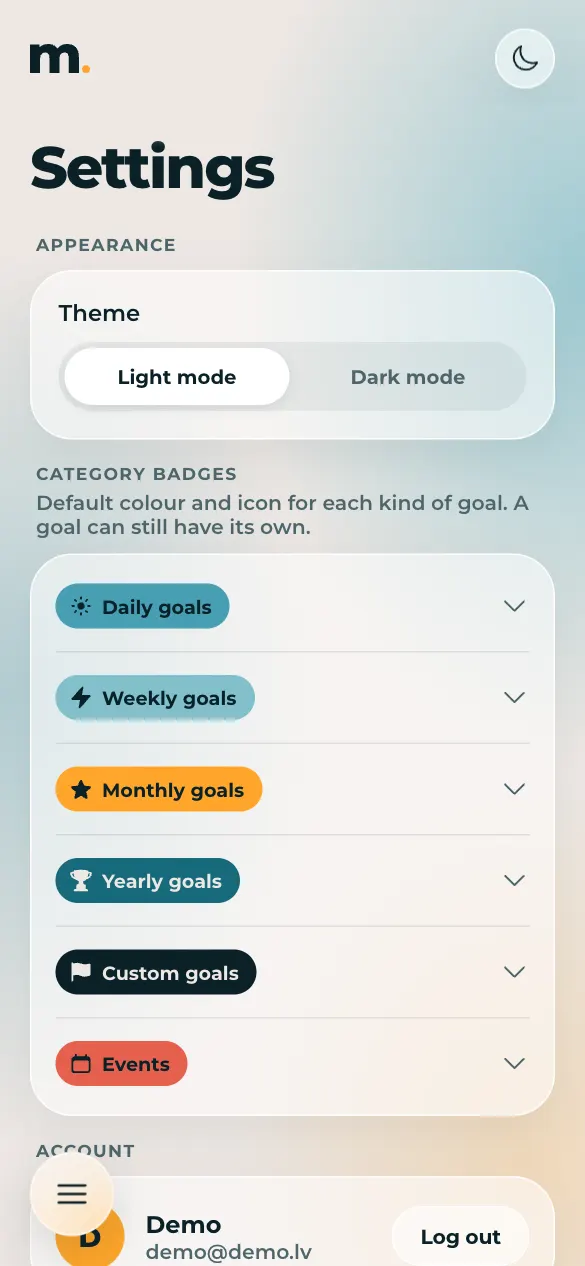 m.
Settings
APPEARANCE
Theme
Light mode
Dark mode
CATEGORY BADGES
Default colour and icon for each kind of goal. A
goal can still have its own.
Daily goals
Weekly goals
Monthly goals
Yearly goals
Custom goals
Events
ACCOUNT
D
Demo
demo@demo.lv
Log out